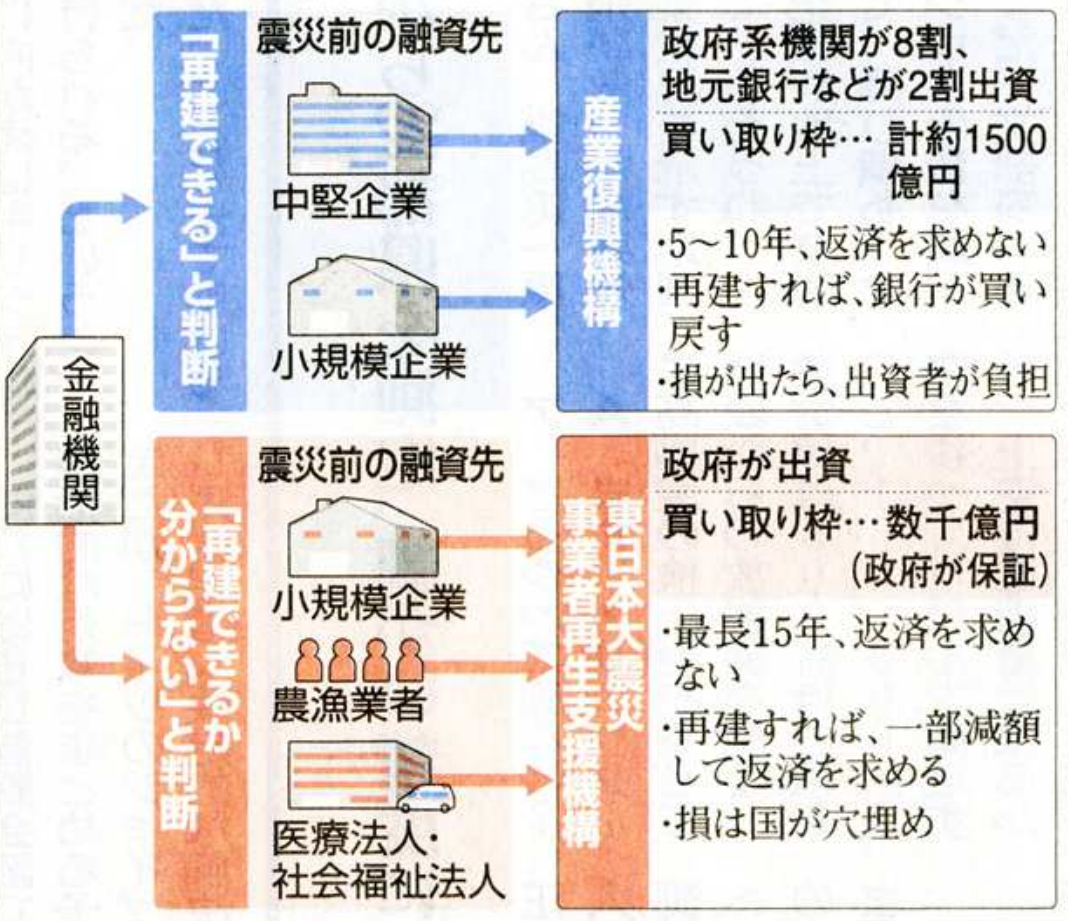 金融機関
「再建できる」と判断
震災前の融資先
中堅企業
小規模企業
産業復興機構
政府系機関が8割、
地元銀行などが2割出資
買い取り枠…計約1500
億円
・5～10年、返済を求めない
・再建すれば、銀行が買い
戻す
・損が出たら、出資者が負担
「再建できるか
分からない」と判断
震災前の融資先
小規模企業
農漁業者
医療法人・
社会福祉法人
東日本大震災
事業者再生支援機構
政府が出資
買い取り枠…数千億円
(政府が保証)
・最長15年、返済を求め
ない
・再建すれば、一部減額
して返済を求める
・損は国が穴埋め